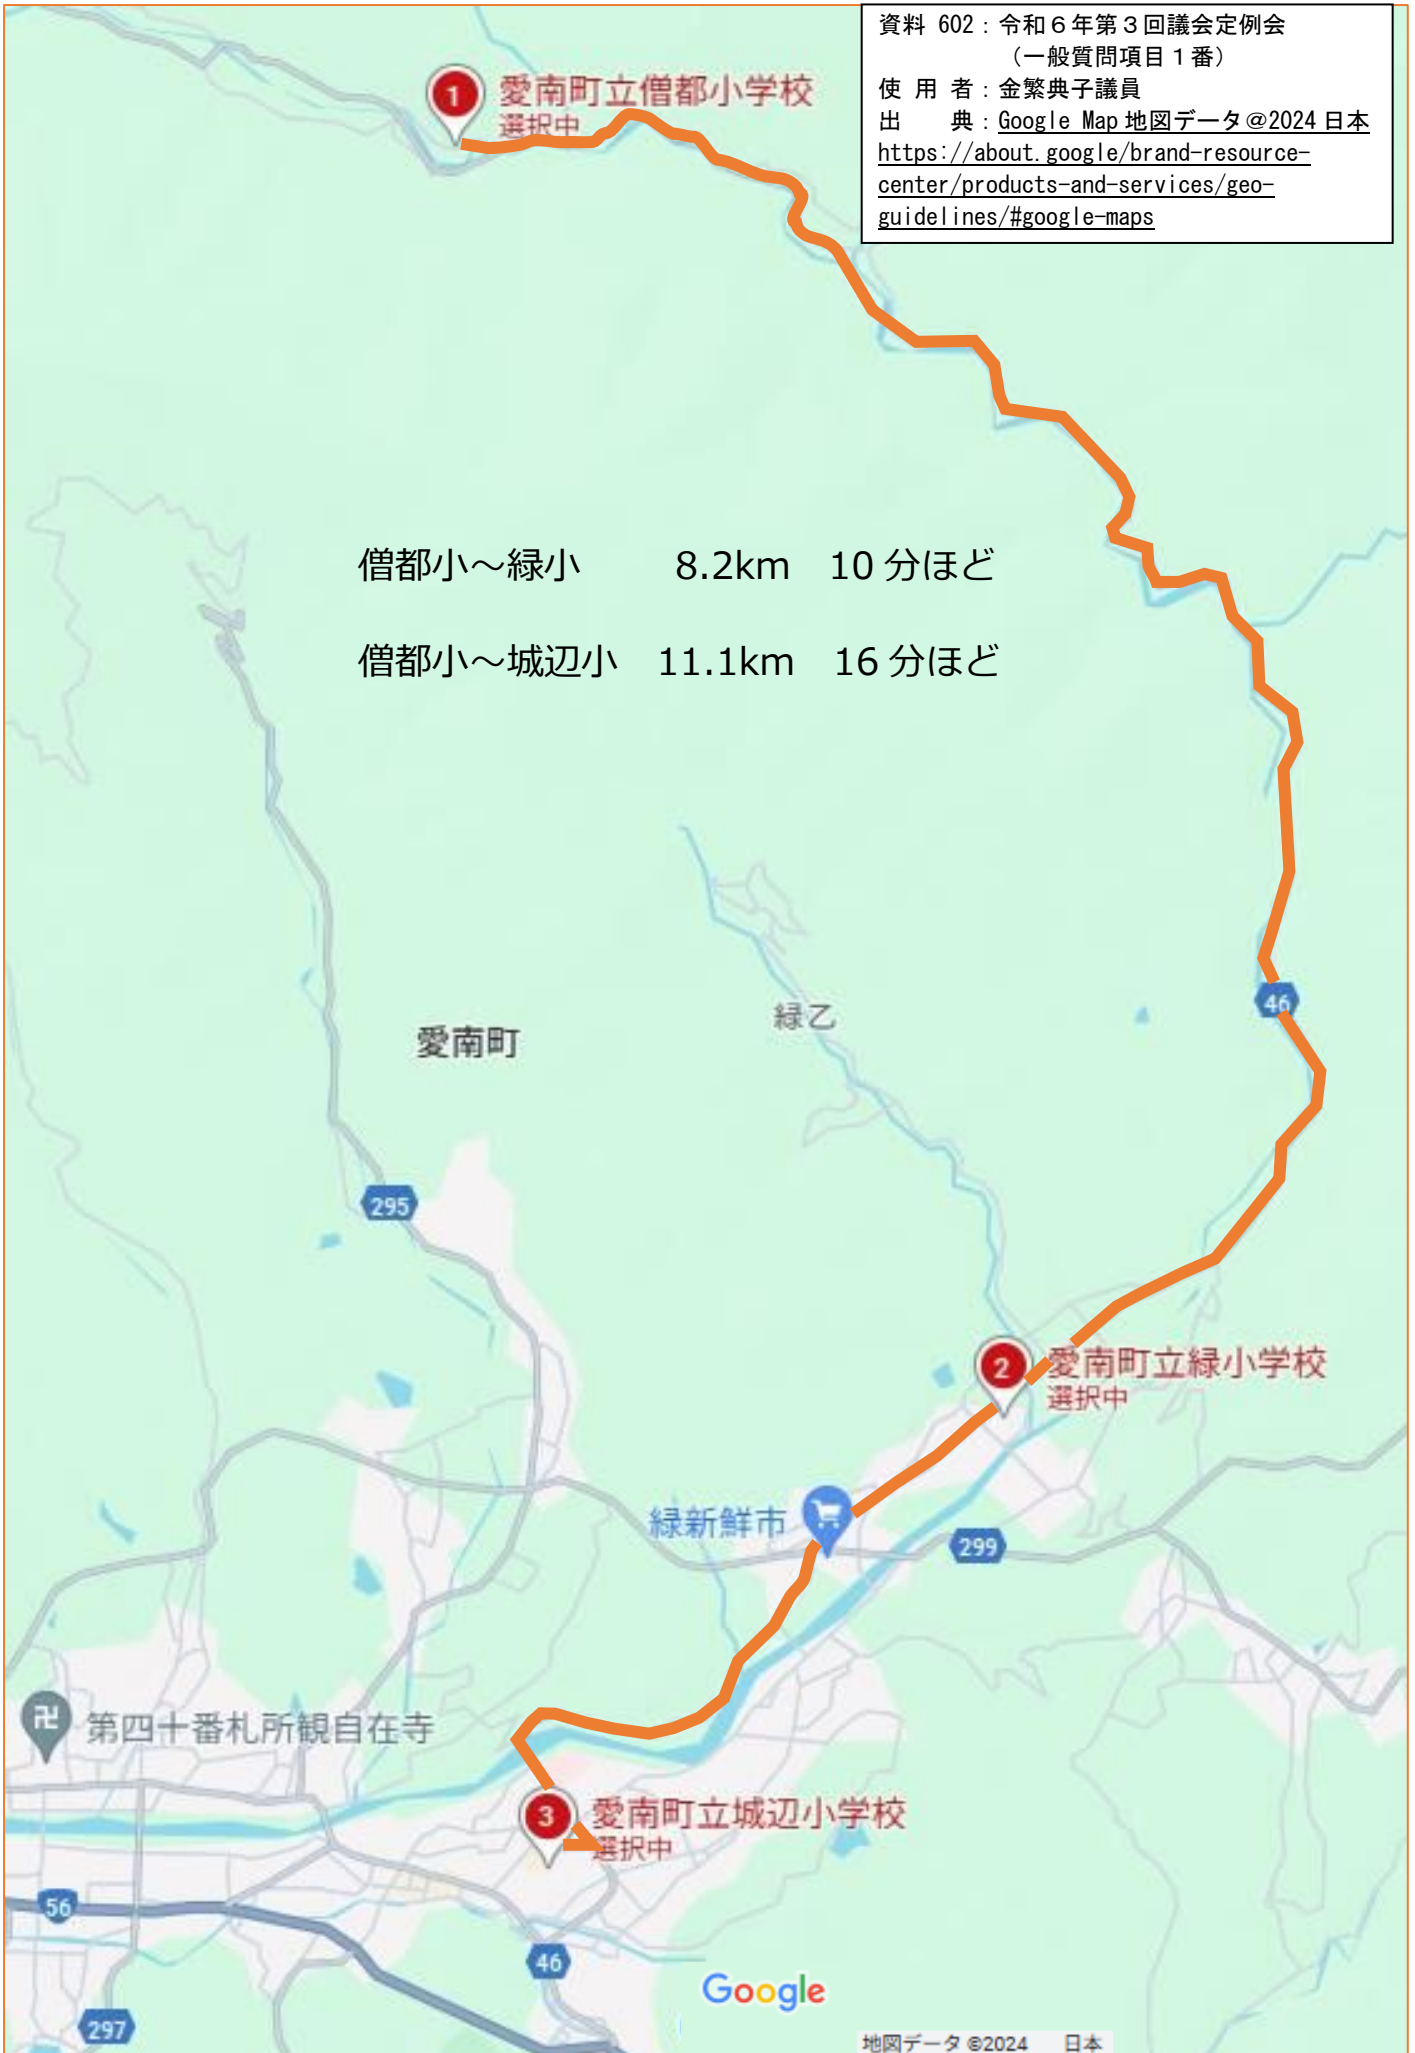 資料 602：令和６年第３回議会定例会
（一般質問項目１番）
使 用 者：金繁典子議員
出 典：Google Map 地図データ@2024 日本
https://about.google/brand-resource-
center/products-and-services/geo-
guidelines/#google-maps
1
愛南町立僧都小学校
選択中
僧都小～緑小 8.2km 10 分ほど
僧都小～城辺小 11.1km 16 分ほど
46
緑乙
愛南町
295
2
愛南町立緑小学校
選択中
緑新鮮市
299
卍
第四十番札所観自在寺
3
愛南町立城辺小学校
選択中
56
46
Google
297
地図データ ©2024 日本